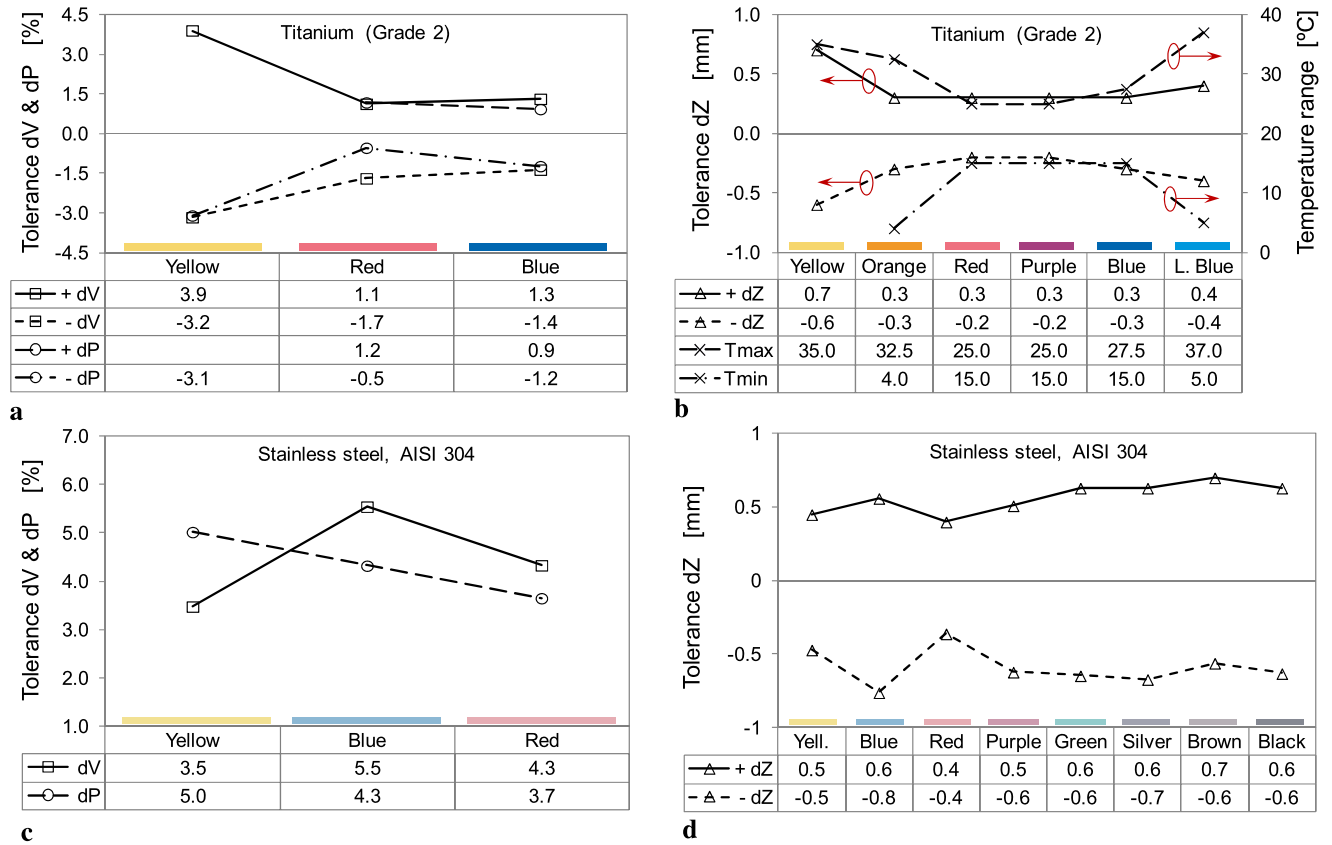 Titanium (Grade 2)
Tolerance dV & dP [%]
4.5
3.0
1.5
0.0
-1.5
-3.0
-4.5
Yellow Red Blue
+ dV 3.9 1.1 1.3
- dV -3.2 -1.7 -1.4
+ dP 1.2 0.9
- dP -3.1 -0.5 -1.2
a
Titanium (Grade 2)
Tolerance dZ [mm]
1.0
0.5
0.0
-0.5
-1.0
Temperature range [ºC]
40
30
20
10
0
Yellow Orange Red Purple Blue L. Blue
+ dZ 0.7 0.3 0.3 0.3 0.3 0.4
- dZ -0.6 -0.3 -0.2 -0.2 -0.3 -0.4
Tmax 35.0 32.5 25.0 25.0 27.5 37.0
Tmin 4.0 15.0 15.0 15.0 5.0
b
Stainless steel, AISI 304
Tolerance dV & dP [%]
7.0
6.0
5.0
4.0
3.0
2.0
1.0
Yellow Blue Red
dV 3.5 5.5 4.3
dP 5.0 4.3 3.7
c
Stainless steel, AISI 304
Tolerance dZ [mm]
1
0.5
0
-0.5
-1
Yell. Blue Red Purple Green Silver Brown Black
+ dZ 0.5 0.6 0.4 0.5 0.6 0.6 0.7 0.6
- dZ -0.5 -0.8 -0.4 -0.6 -0.6 -0.7 -0.6 -0.6
d